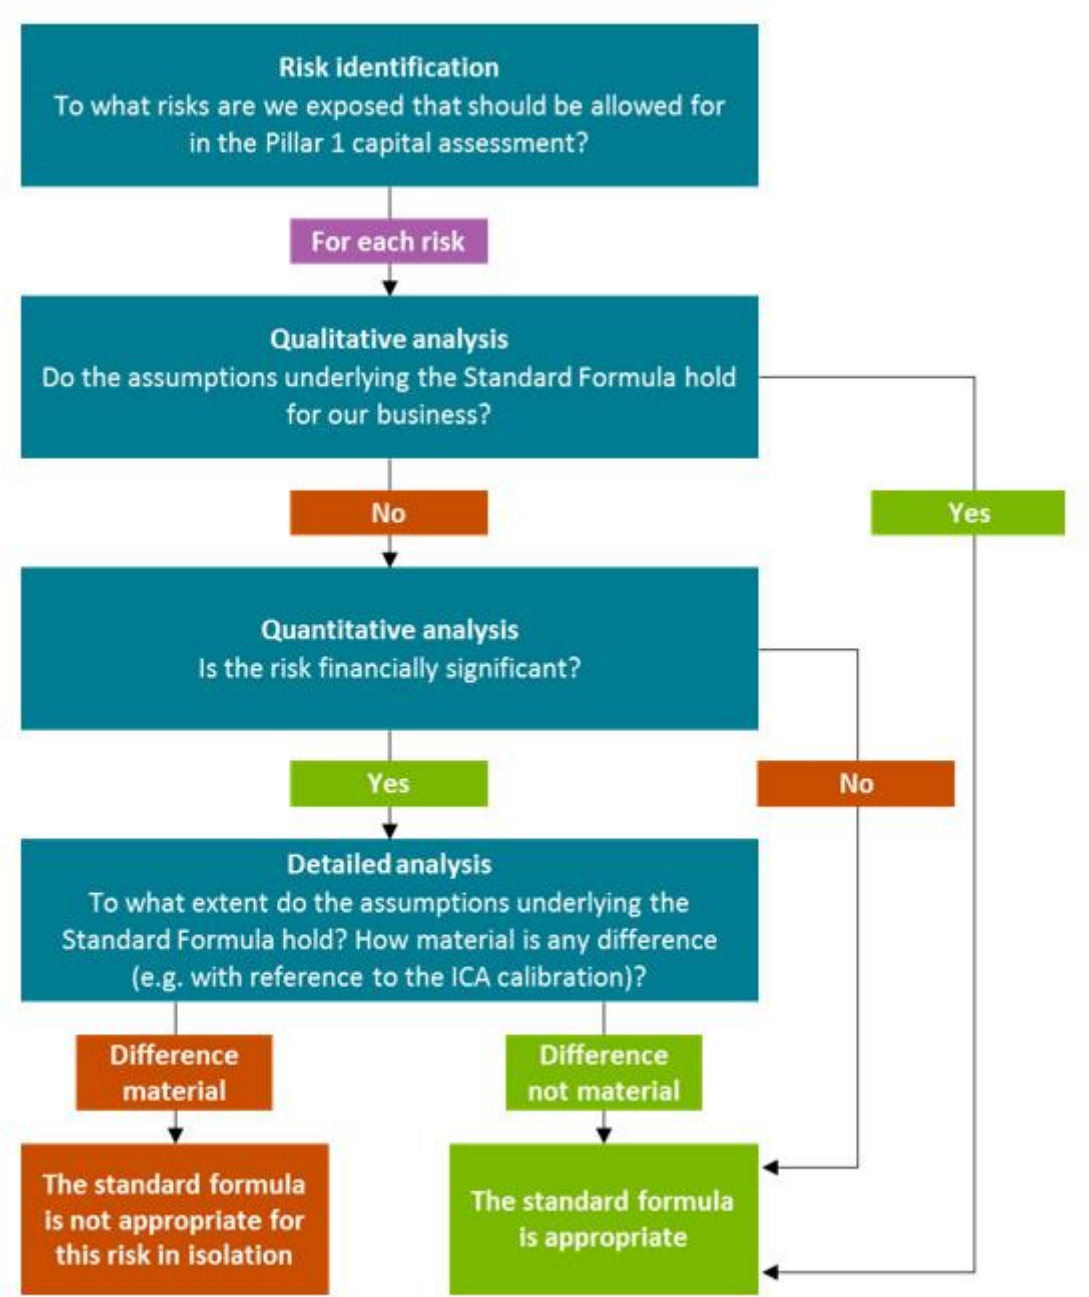 Risk identification
To what risks are we exposed that should be allowed for
in the Pillar 1 capital assessment?
For each risk
Qualitative analysis
Do the assumptions underlying the Standard Formula hold
for our business?
No
Yes
Quantitative analysis
Is the risk financially significant?
Yes
No
Detailed analysis
To what extent do the assumptions underlying the
Standard Formula hold? How material is any difference
(e.g. with reference to the ICA calibration)?
Difference
material
Difference
not material
The standard formula
is not appropriate for
this risk in isolation
The standard formula
is appropriate